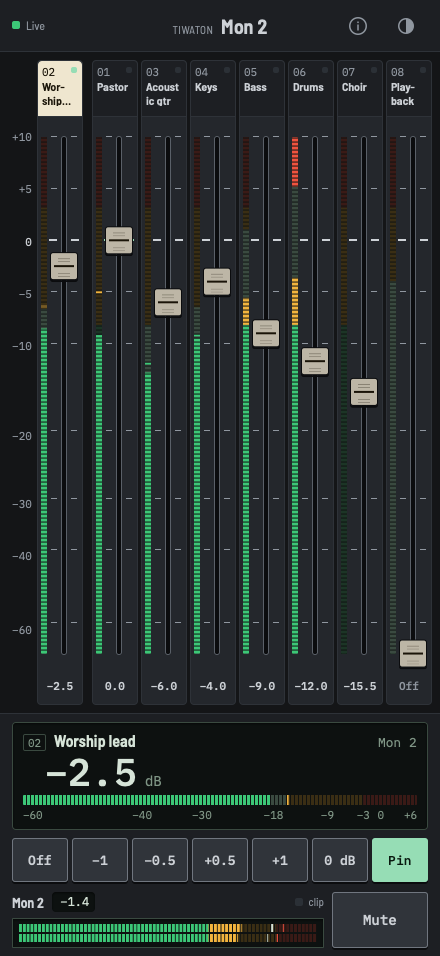 Live
TIWATON Mon 2
02 01 03 04 05 06 07 08
Wor-
ship...
Pastor
Acoust
ic gtr
Keys
Bass
Drums
Choir
Play-
back
+10
+5
0
−5
−10
−20
−30
−40
−60
−2.5 0.0 −6.0 −4.0 −9.0 −12.0 −15.5 Off
02 Worship lead Mon 2
−2.5 dB
−60 −40 −30 −18 −9 −3 0 +6
Off −1 −0.5 +0.5 +1 0 dB Pin
Mon 2 −1.4 clip
Mute